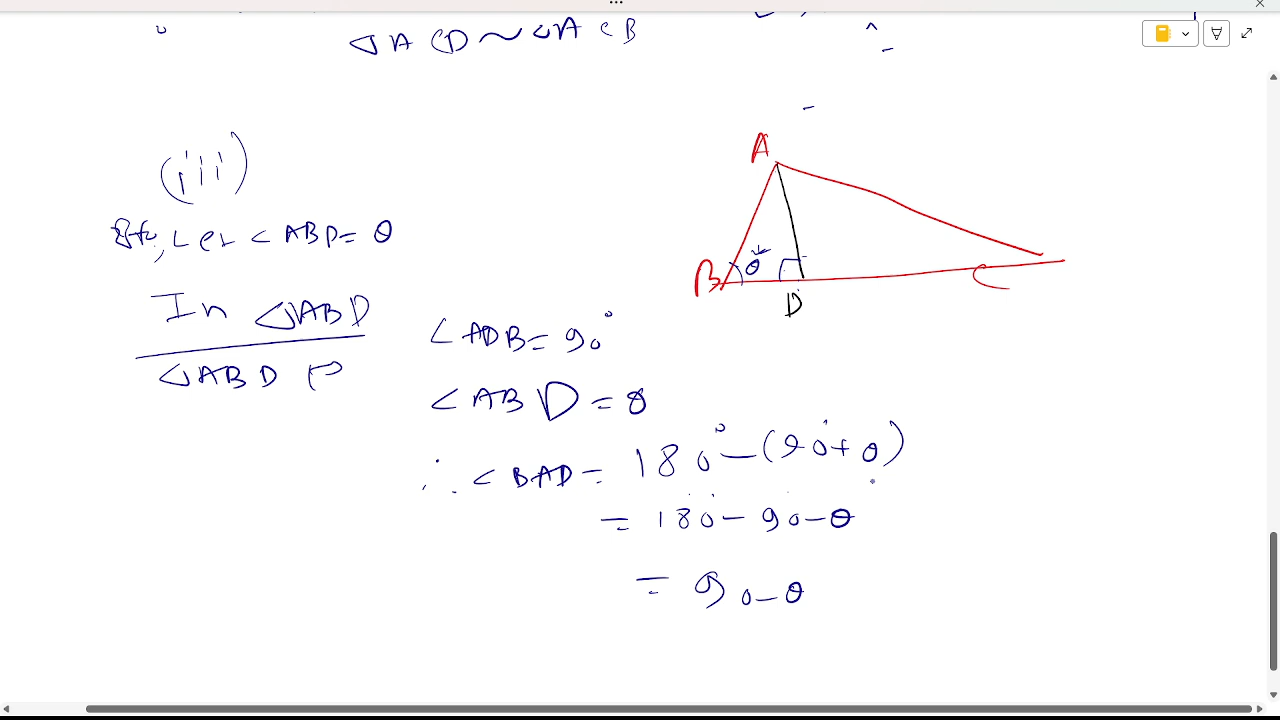 △ACD ~ △ACB
(iii)
Let ∠ABD = θ
In △ABD
△ABD
∠ADB = 90°
∠ABD = θ
∴ ∠BAD = 180° - (90° + θ)
= 180 - 90 - θ
= 90 - θ
A
B
θ
D
C